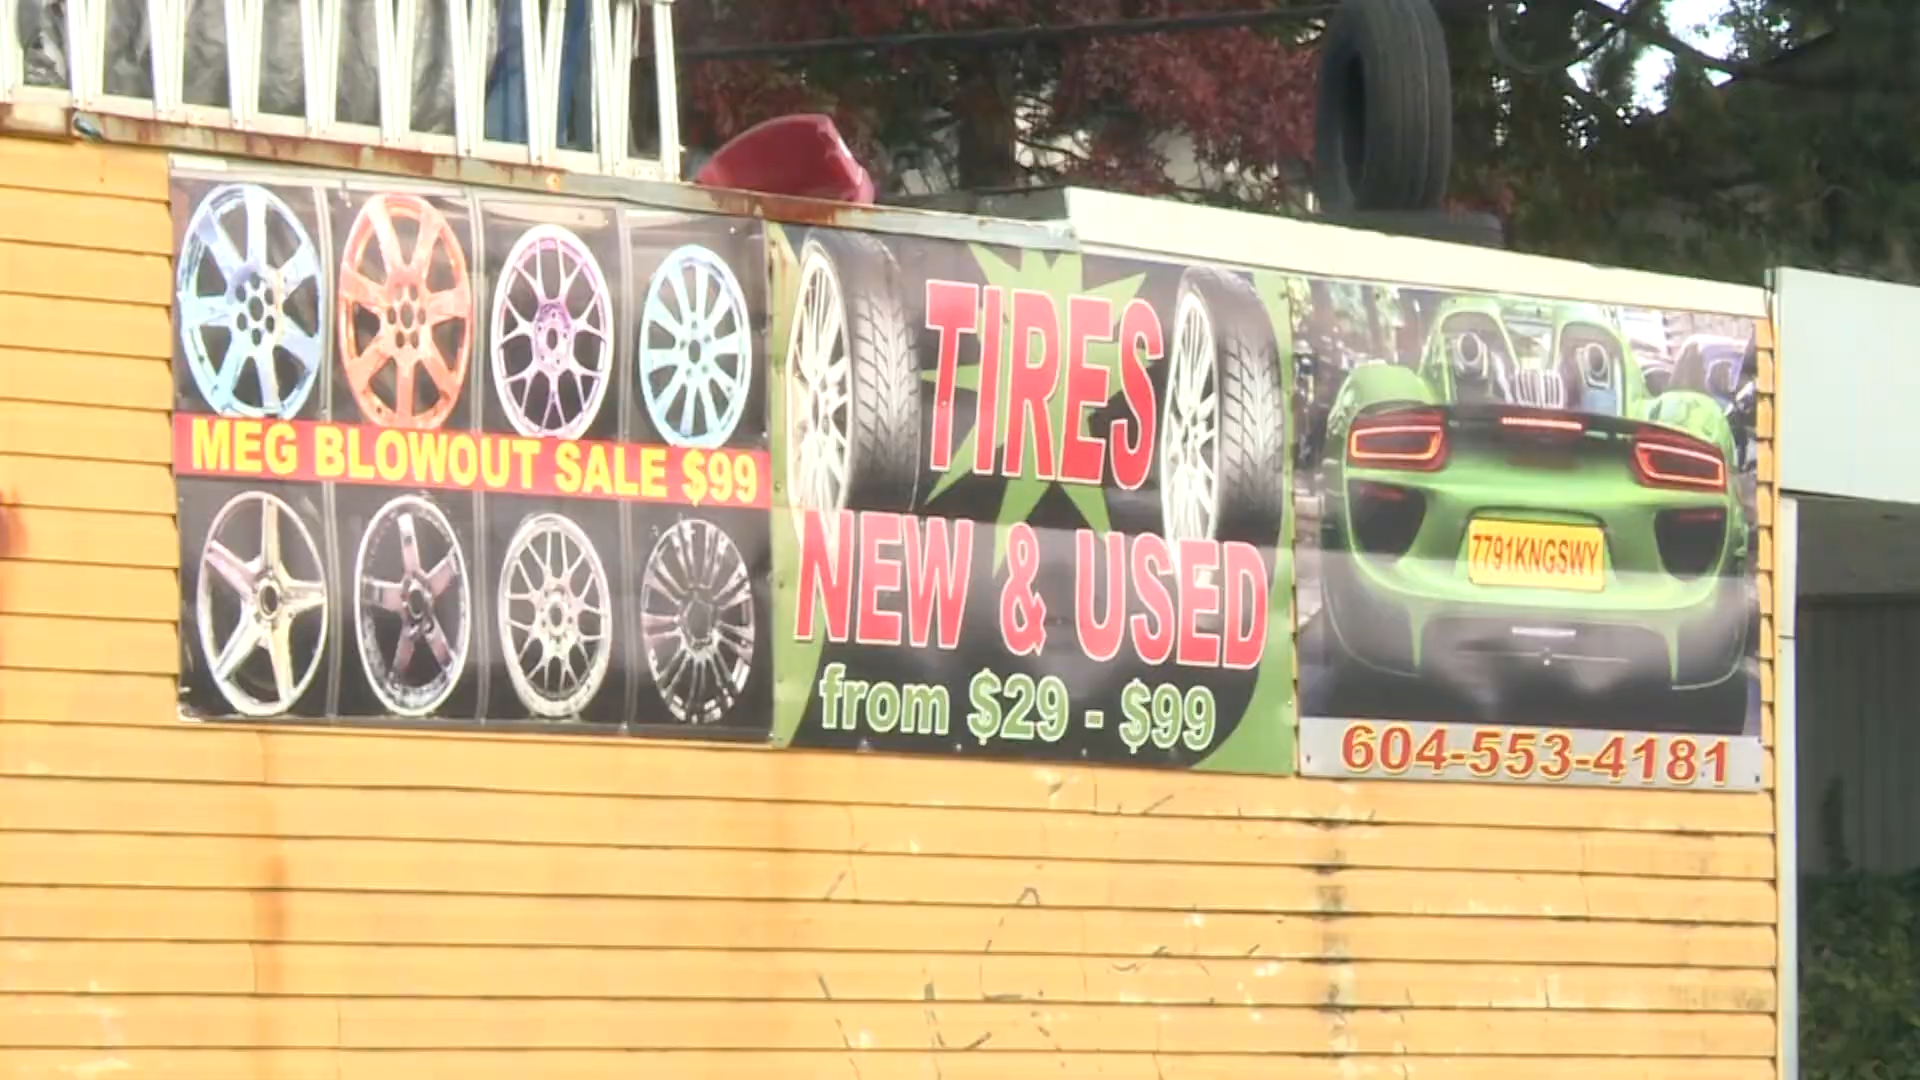 MEG BLOWOUT SALE $99
TIRES
NEW & USED
from $29 - $99
7791KNGSWY
604-553-4181